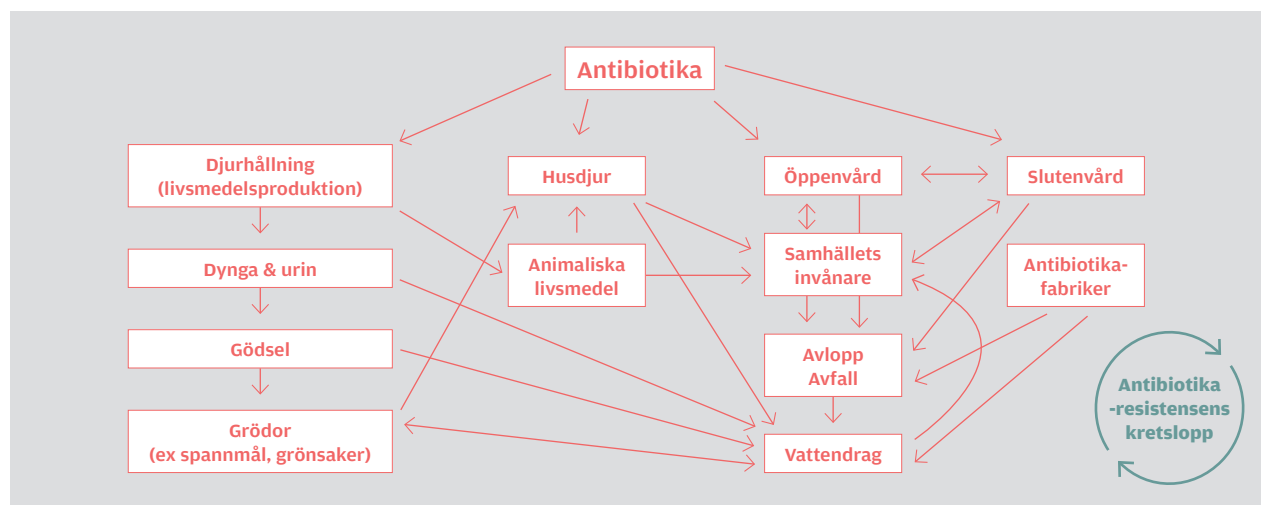 Antibiotika
Djurhållning
(livsmedelsproduktion)
Husdjur
Öppenvård
Slutenvård
Dynga & urin
Animaliska
livsmedel
Samhällets
invånare
Antibiotika-
fabriker
Gödsel
Avlopp
Avfall
Grödor
(ex spannmål, grönsaker)
Vattendrag
Antibiotika
-resistensens
kretslopp